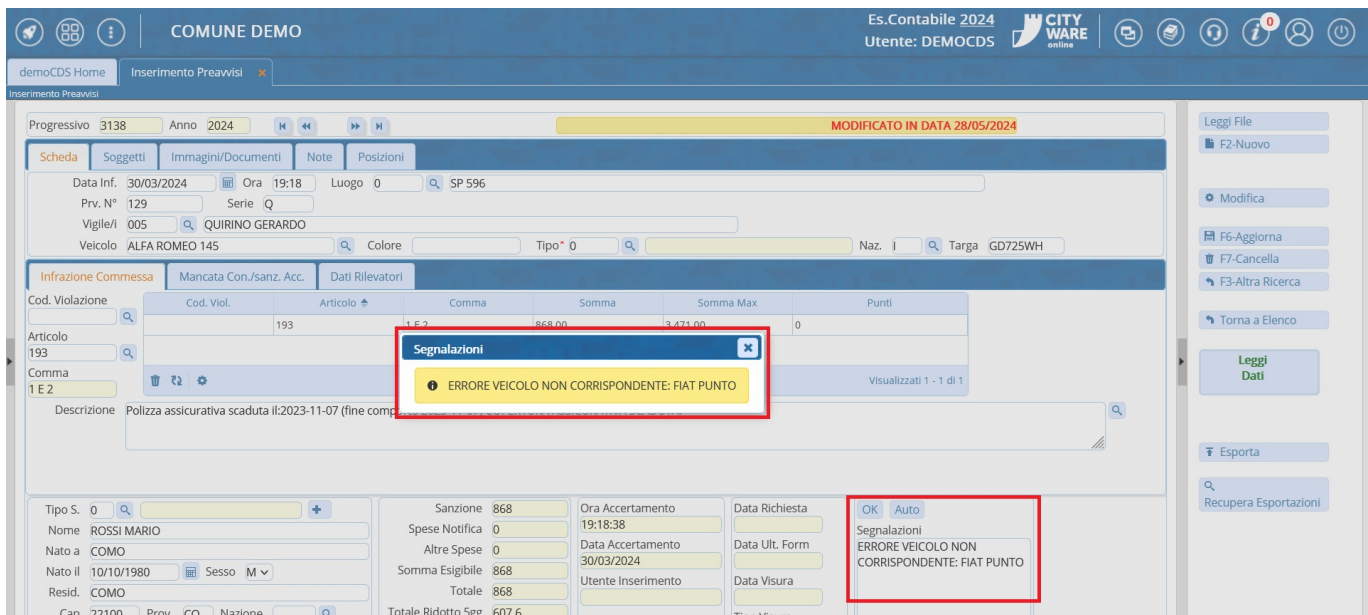 COMUNE DEMO
Es.Contabile 2024
Utente: DEMOCDS
CITY
WARE
online
0
demoCDS Home
Inserimento Preavvisi ×
Inserimento Preavvisi
Progressivo 3138 Anno 2024
MODIFICATO IN DATA 28/05/2024
Scheda Soggetti Immagini/Documenti Note Posizioni
Data Inf. 30/03/2024 Ora 19:18 Luogo 0 SP 596
Prv. N° 129 Serie Q
Vigile/i 005 QUIRINO GERARDO
Veicolo ALFA ROMEO 145 Colore Tipo* 0 Naz. I Targa GD725WH
Infrazione Commessa Mancata Con./sanz. Acc. Dati Rilevatori
Cod. Violazione
Cod. Viol. Articolo Comma Somma Somma Max Punti
193 1 E 2 868.00 3.471.00 0
Articolo
193
Comma
1 E 2
Visualizzati 1 - 1 di 1
Segnalazioni
ERRORE VEICOLO NON CORRISPONDENTE: FIAT PUNTO
Descrizione Polizza assicurativa scaduta il:2023-11-07 (fine
Tipo S. 0
Nome ROSSI MARIO
Nato a COMO
Nato il 10/10/1980 Sesso M
Resid. COMO
Cap 22100 Prov. CO Nazione
Sanzione 868
Spese Notifica 0
Altre Spese 0
Somma Esigibile 868
Totale 868
Totale Ridotto 5gg 607.6
Ora Accertamento
19:18:38
Data Accertamento
30/03/2024
Utente Inserimento
Data Richiesta
Data Ult. Form
Data Visura
OK Auto
Segnalazioni
ERRORE VEICOLO NON
CORRISPONDENTE: FIAT PUNTO
Leggi File
F2-Nuovo
Modifica
F6-Aggiorna
F7-Cancella
F3-Altra Ricerca
Torna a Elenco
Leggi
Dati
Esporta
Recupera Esportazioni